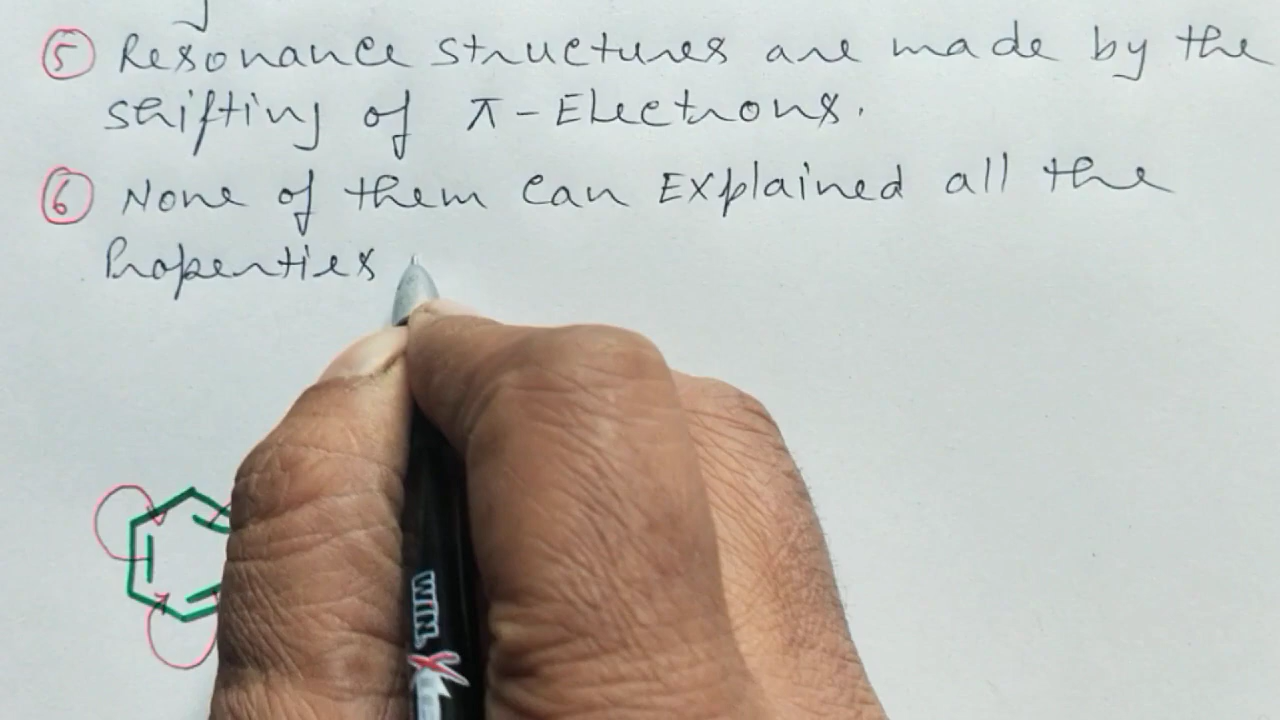 ⑤ Resonance structures are made by the
shifting of π-Electrons.
⑥ None of them can Explained all the
Properties
WIN